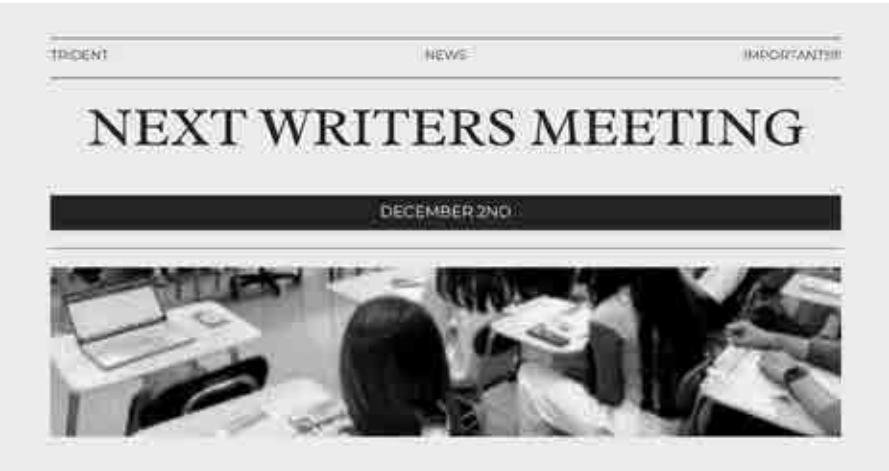 TRIDENT NEWS IMPORTANT!!!!
NEXT WRITERS MEETING
DECEMBER 2ND